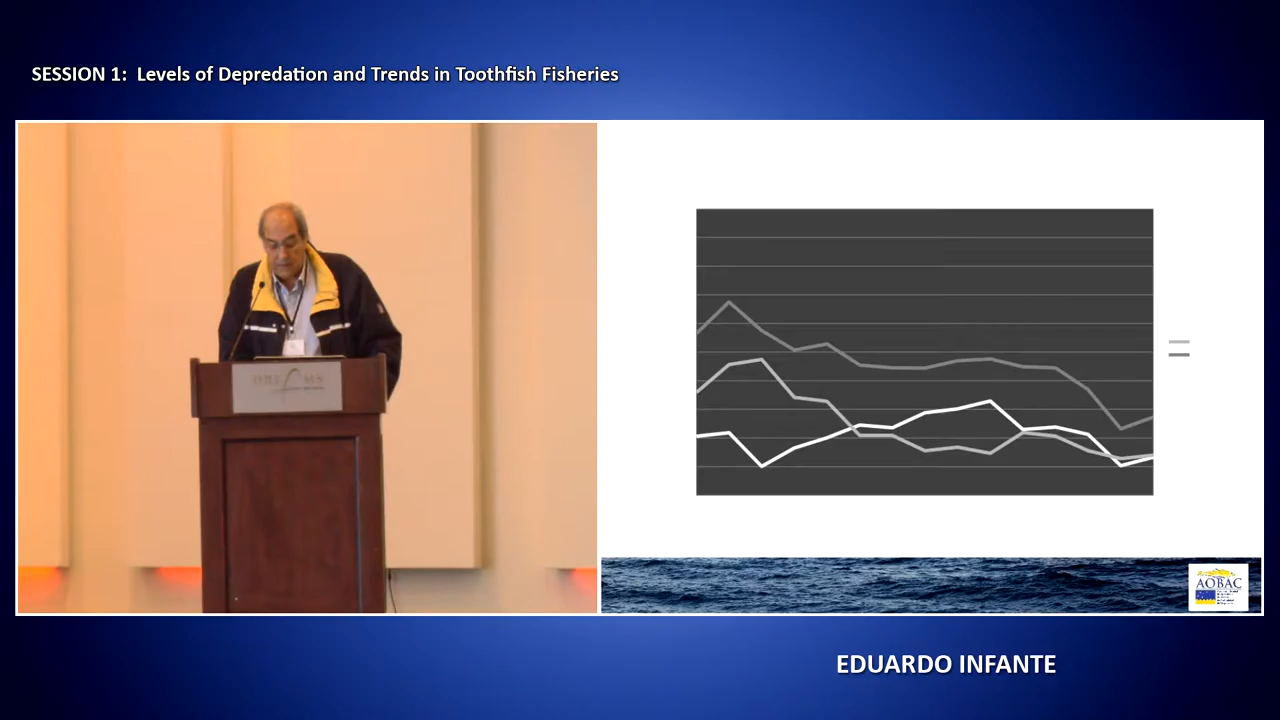 SESSION 1:  Levels of Depredation and Trends in Toothfish Fisheries
AOBAC
EDUARDO INFANTE